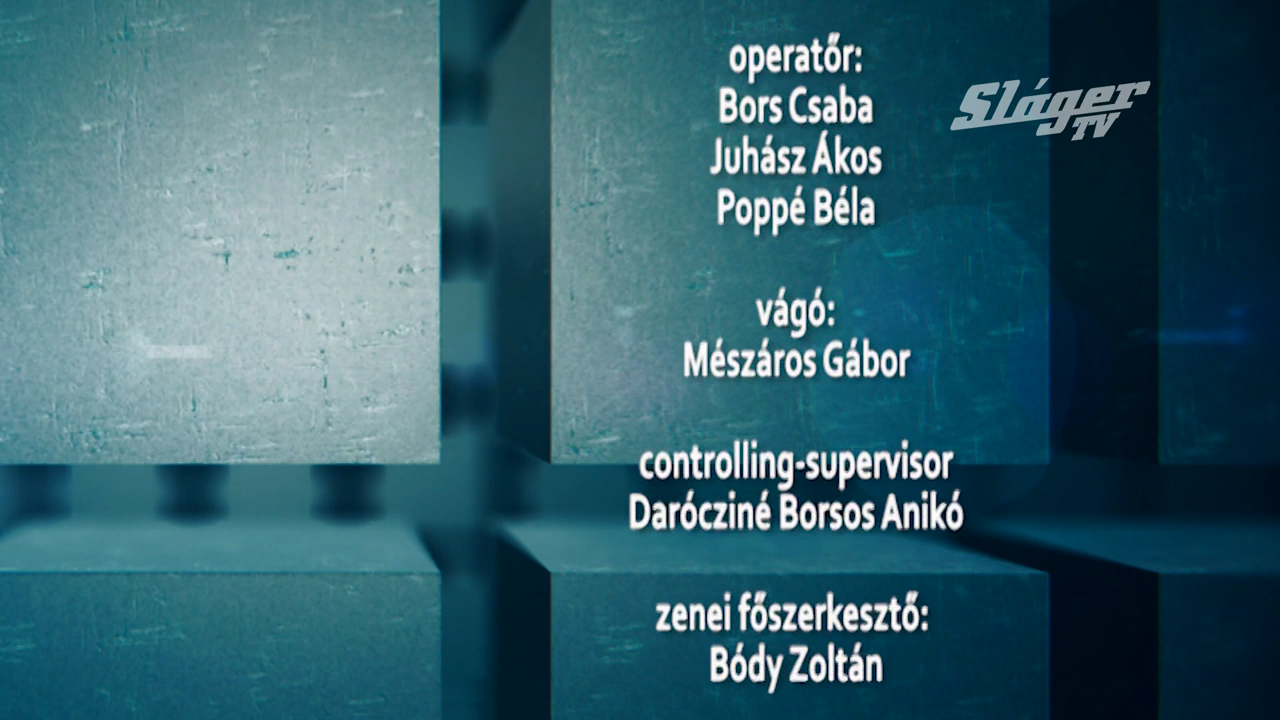 operatőr:
Bors Csaba
Juhász Ákos
Poppé Béla
Sláger
TV
vágó:
Mészáros Gábor
controlling-supervisor
Darócziné Borsos Anikó
zenei főszerkesztő:
Bódy Zoltán